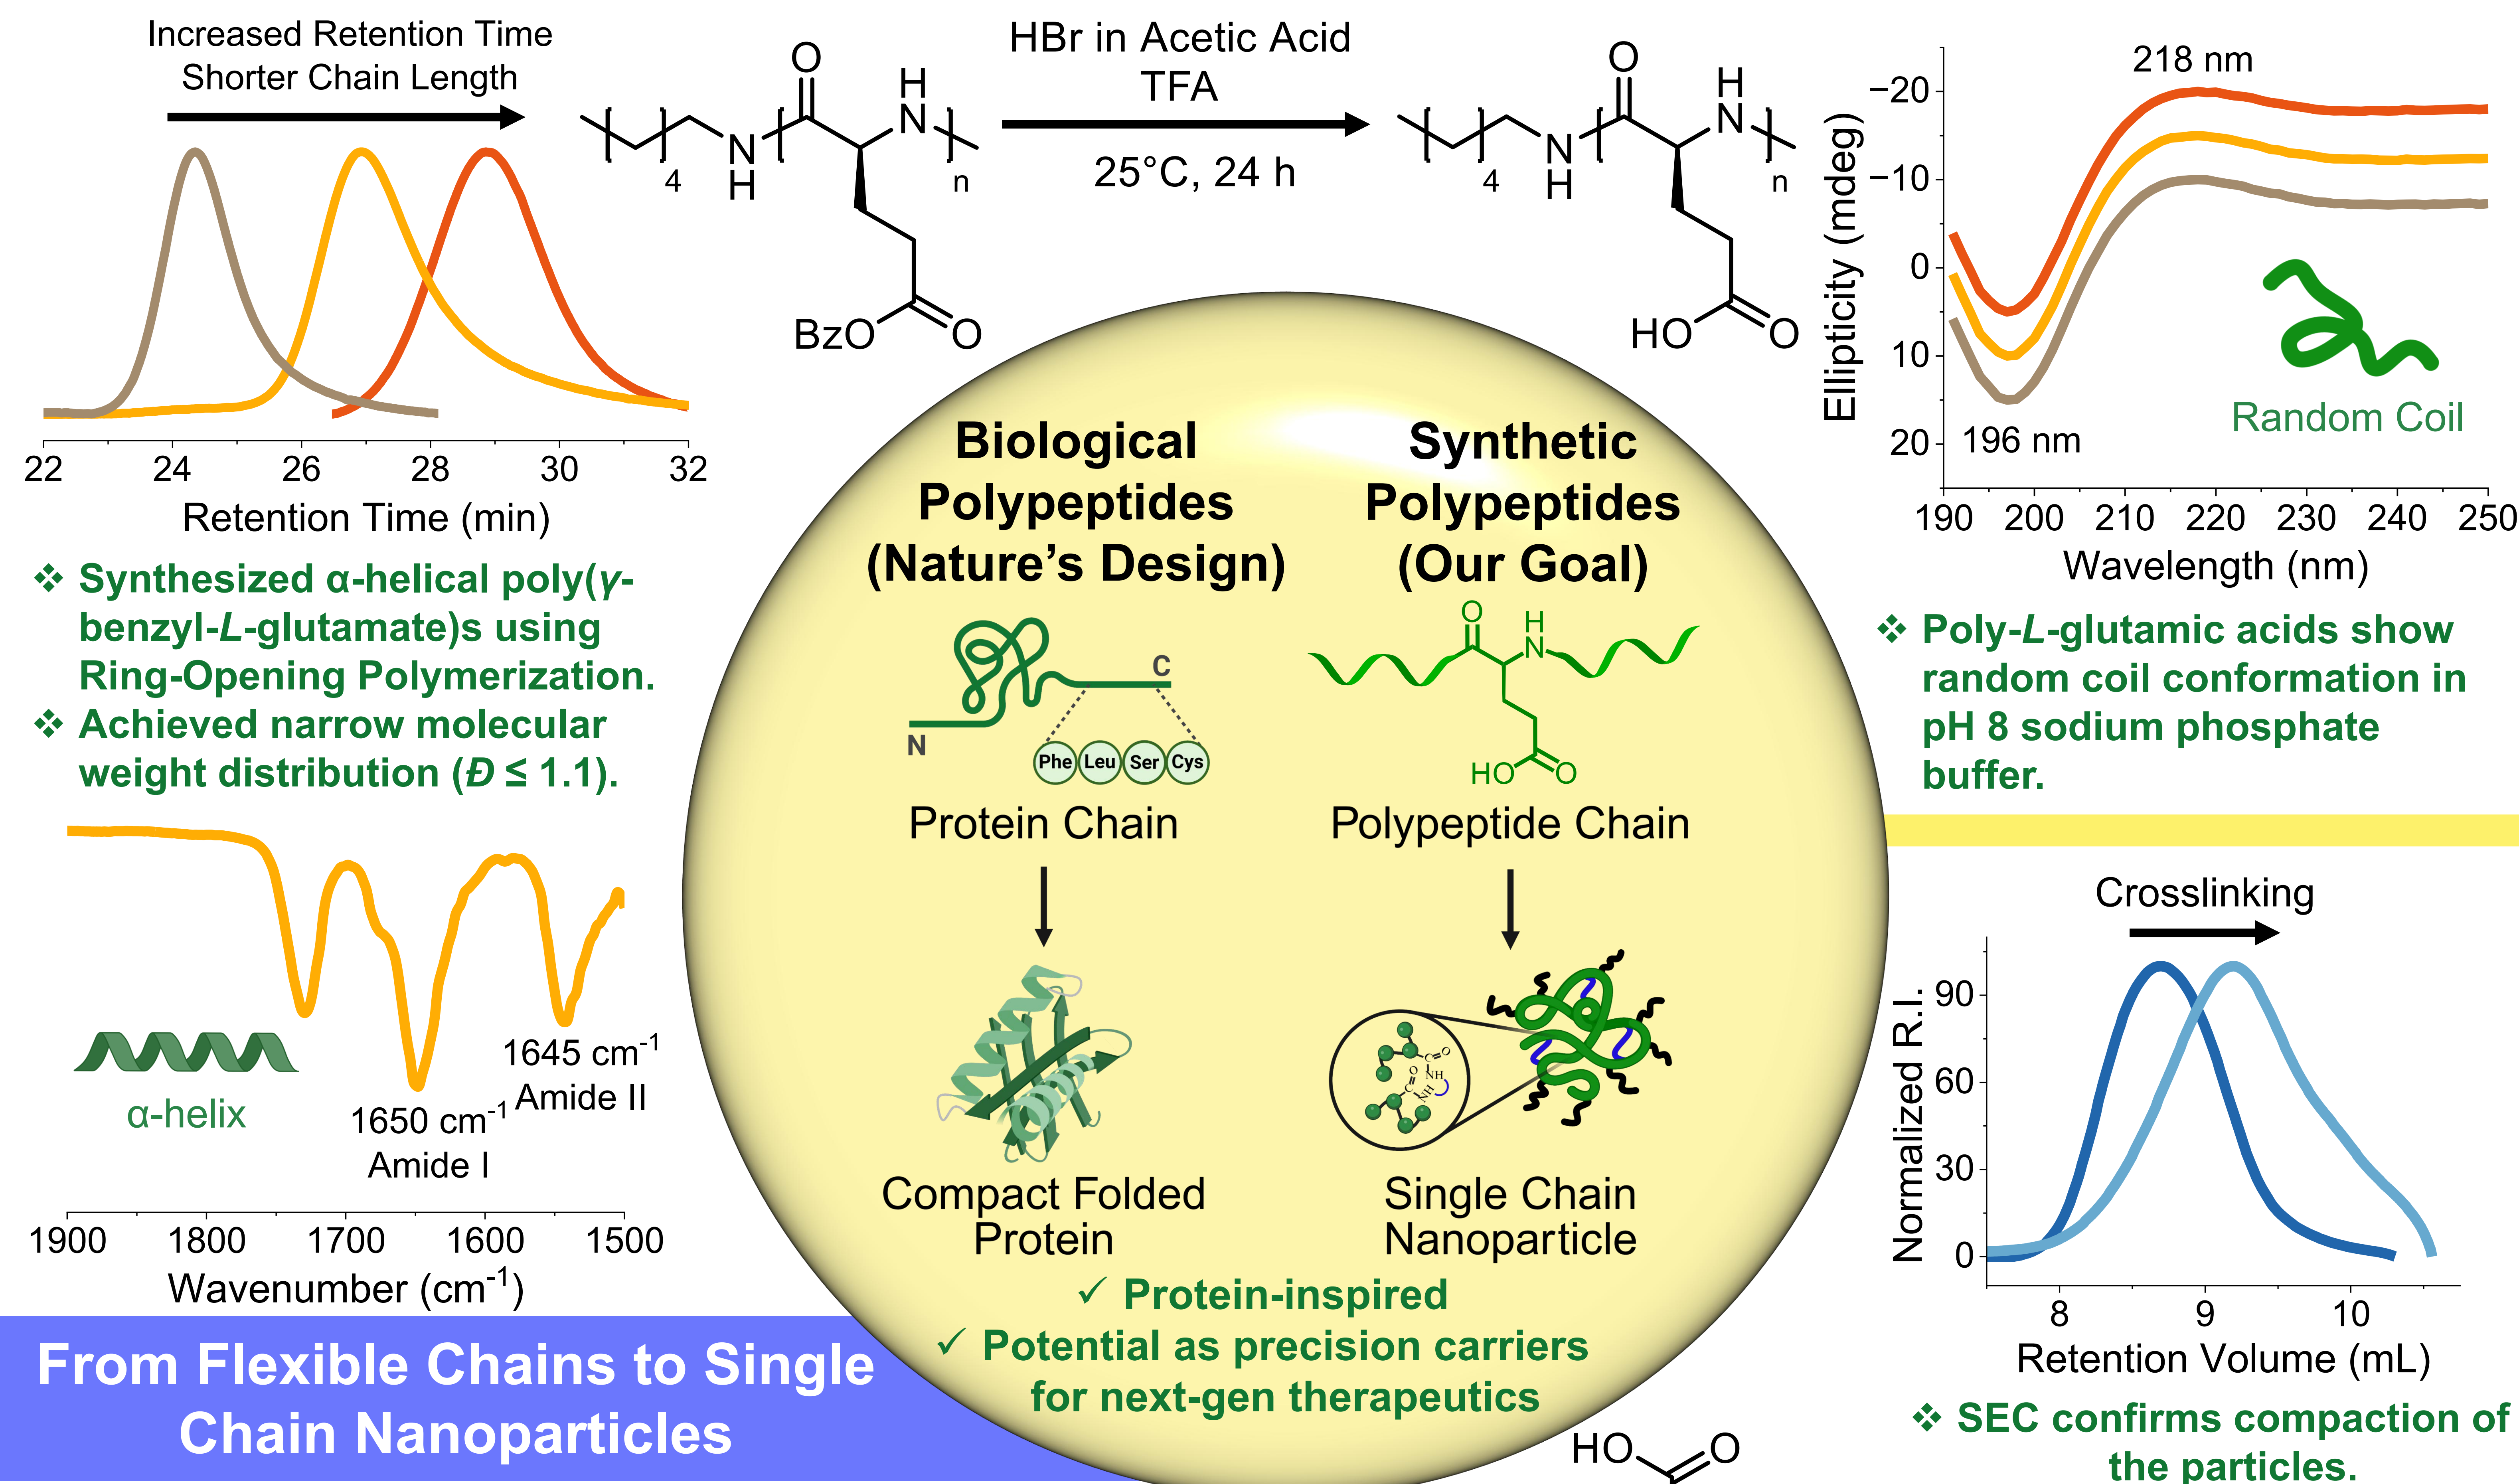 Increased Retention Time
Shorter Chain Length
22 24 26 28 30 32
Retention Time (min)
O
H
N
N
H
4
n
BzO
O
HBr in Acetic Acid
TFA
25°C, 24 h
O
H
N
N
H
4
n
HO
O
218 nm
−20
−10
0
10
20
Ellipticity (mdeg)
196 nm
Random Coil
190 200 210 220 230 240 250
Wavelength (nm)
❖ Synthesized α-helical poly(γ-
benzyl-L-glutamate)s using
Ring-Opening Polymerization.
❖ Achieved narrow molecular
weight distribution (Đ ≤ 1.1).
α-helix
1650 cm⁻¹
Amide I
1645 cm⁻¹
Amide II
1900 1800 1700 1600 1500
Wavenumber (cm⁻¹)
From Flexible Chains to Single
Chain Nanoparticles
Biological
Polypeptides
(Nature’s Design)
N
C
Phe Leu Ser Cys
Protein Chain
Compact Folded
Protein
Synthetic
Polypeptides
(Our Goal)
O
H
N
HO
O
Polypeptide Chain
C=O
NH
O
C
NH
Single Chain
Nanoparticle
✓ Protein-inspired
✓ Potential as precision carriers
for next-gen therapeutics
❖ Poly-L-glutamic acids show
random coil conformation in
pH 8 sodium phosphate
buffer.
Crosslinking
Normalized R.I.
90
60
30
0
8 9 10
Retention Volume (mL)
❖ SEC confirms compaction of
the particles.
HO
O